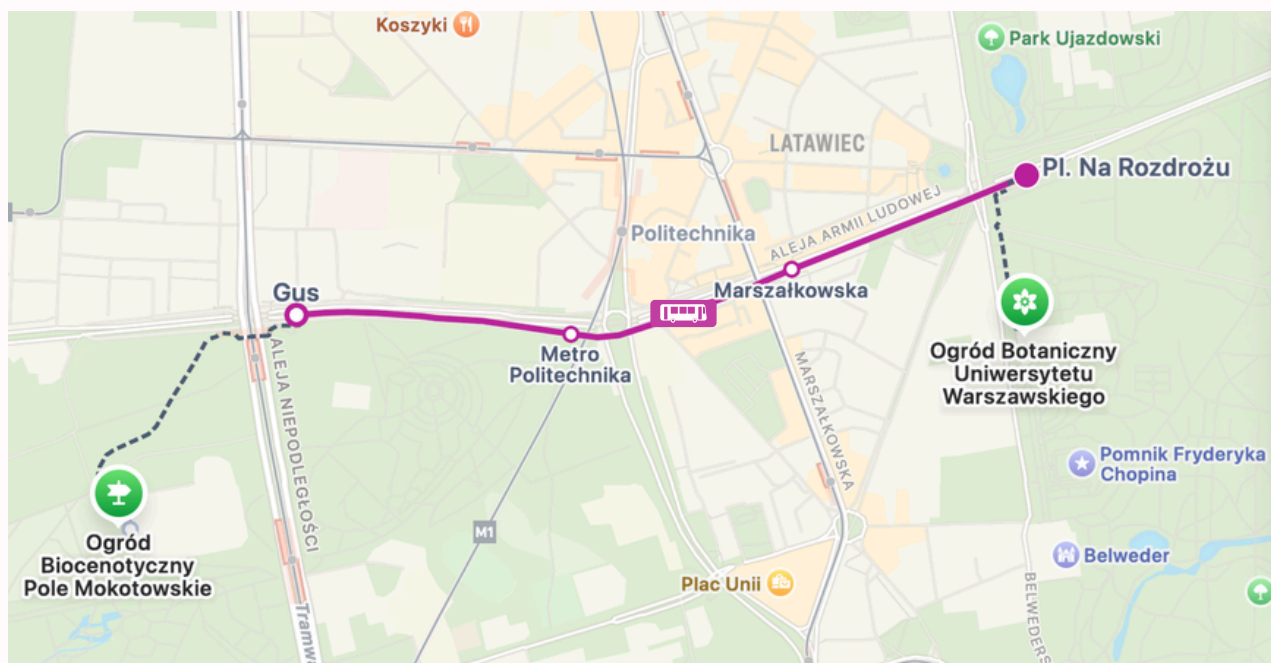 Koszyki
Park Ujazdowski
LATAWIEC
Pl. Na Rozdrożu
ALEJA ARMII LUDOWEJ
Politechnika
Gus
Marszałkowska
Metro
Politechnika
Ogród Botaniczny
Uniwersytetu
Warszawskiego
ALEJA NIEPODLEGŁOŚCI
MARSZAŁKOWSKA
Pomnik Fryderyka
Chopina
M1
Ogród
Biocenotyczny
Pole Mokotowskie
Belweder
Plac Unii
BELWEDERS
Tramwa